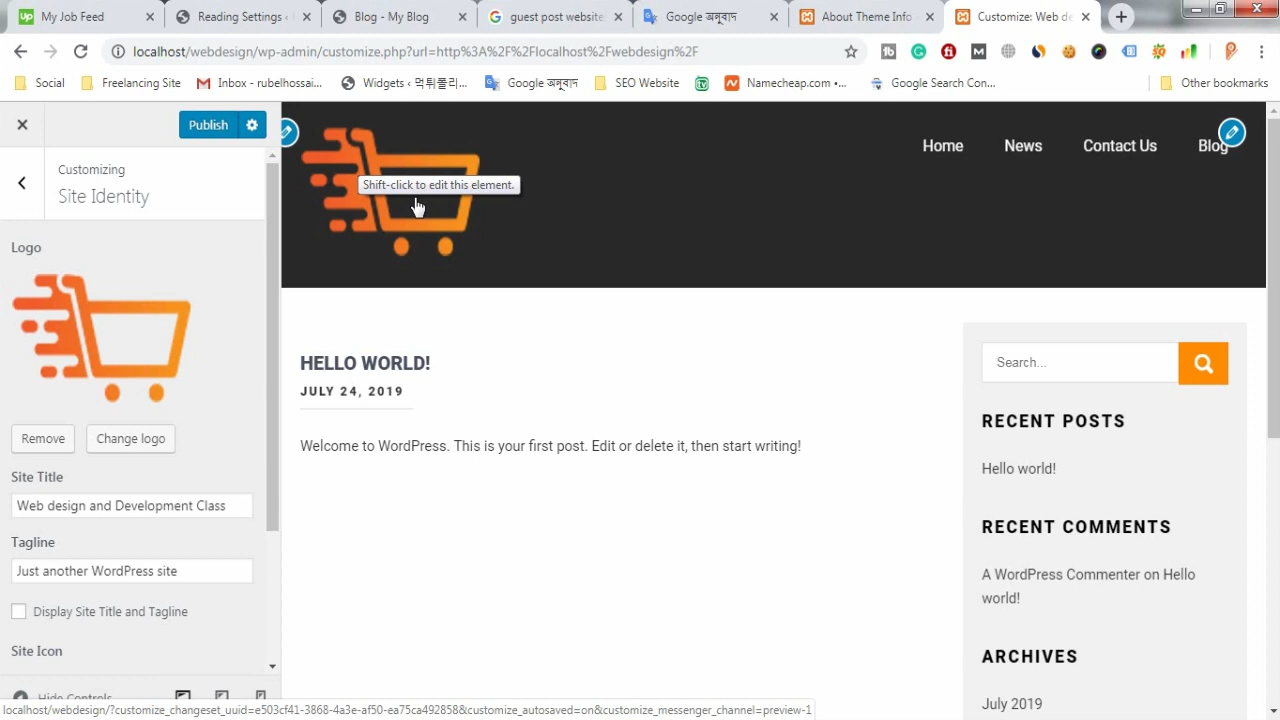 My Job Feed
Reading Settings ‹
Blog - My Blog
guest post website
Google অনুবাদ
About Theme Info
Customize: Web de
localhost/webdesign/wp-admin/customize.php?url=http%3A%2F%2Flocalhost%2Fwebdesign%2F
Social
Freelancing Site
Inbox - rubelhossai...
Widgets ‹ 먹튀폴리...
Google অনুবাদ
SEO Website
Namecheap.com •...
Google Search Con...
Other bookmarks
Publish
Customizing
Site Identity
Logo
Remove
Change logo
Site Title
Web design and Development Class
Tagline
Just another WordPress site
Display Site Title and Tagline
Site Icon
Hide Controls
Home
News
Contact Us
Blog
Shift-click to edit this element.
HELLO WORLD!
JULY 24, 2019
Welcome to WordPress. This is your first post. Edit or delete it, then start writing!
Search...
RECENT POSTS
Hello world!
RECENT COMMENTS
A WordPress Commenter on Hello
world!
ARCHIVES
July 2019
localhost/webdesign/?customize_changeset_uuid=e503cf41-3868-4a3e-af50-ea75ca492858&customize_autosaved=on&customize_messenger_channel=preview-1